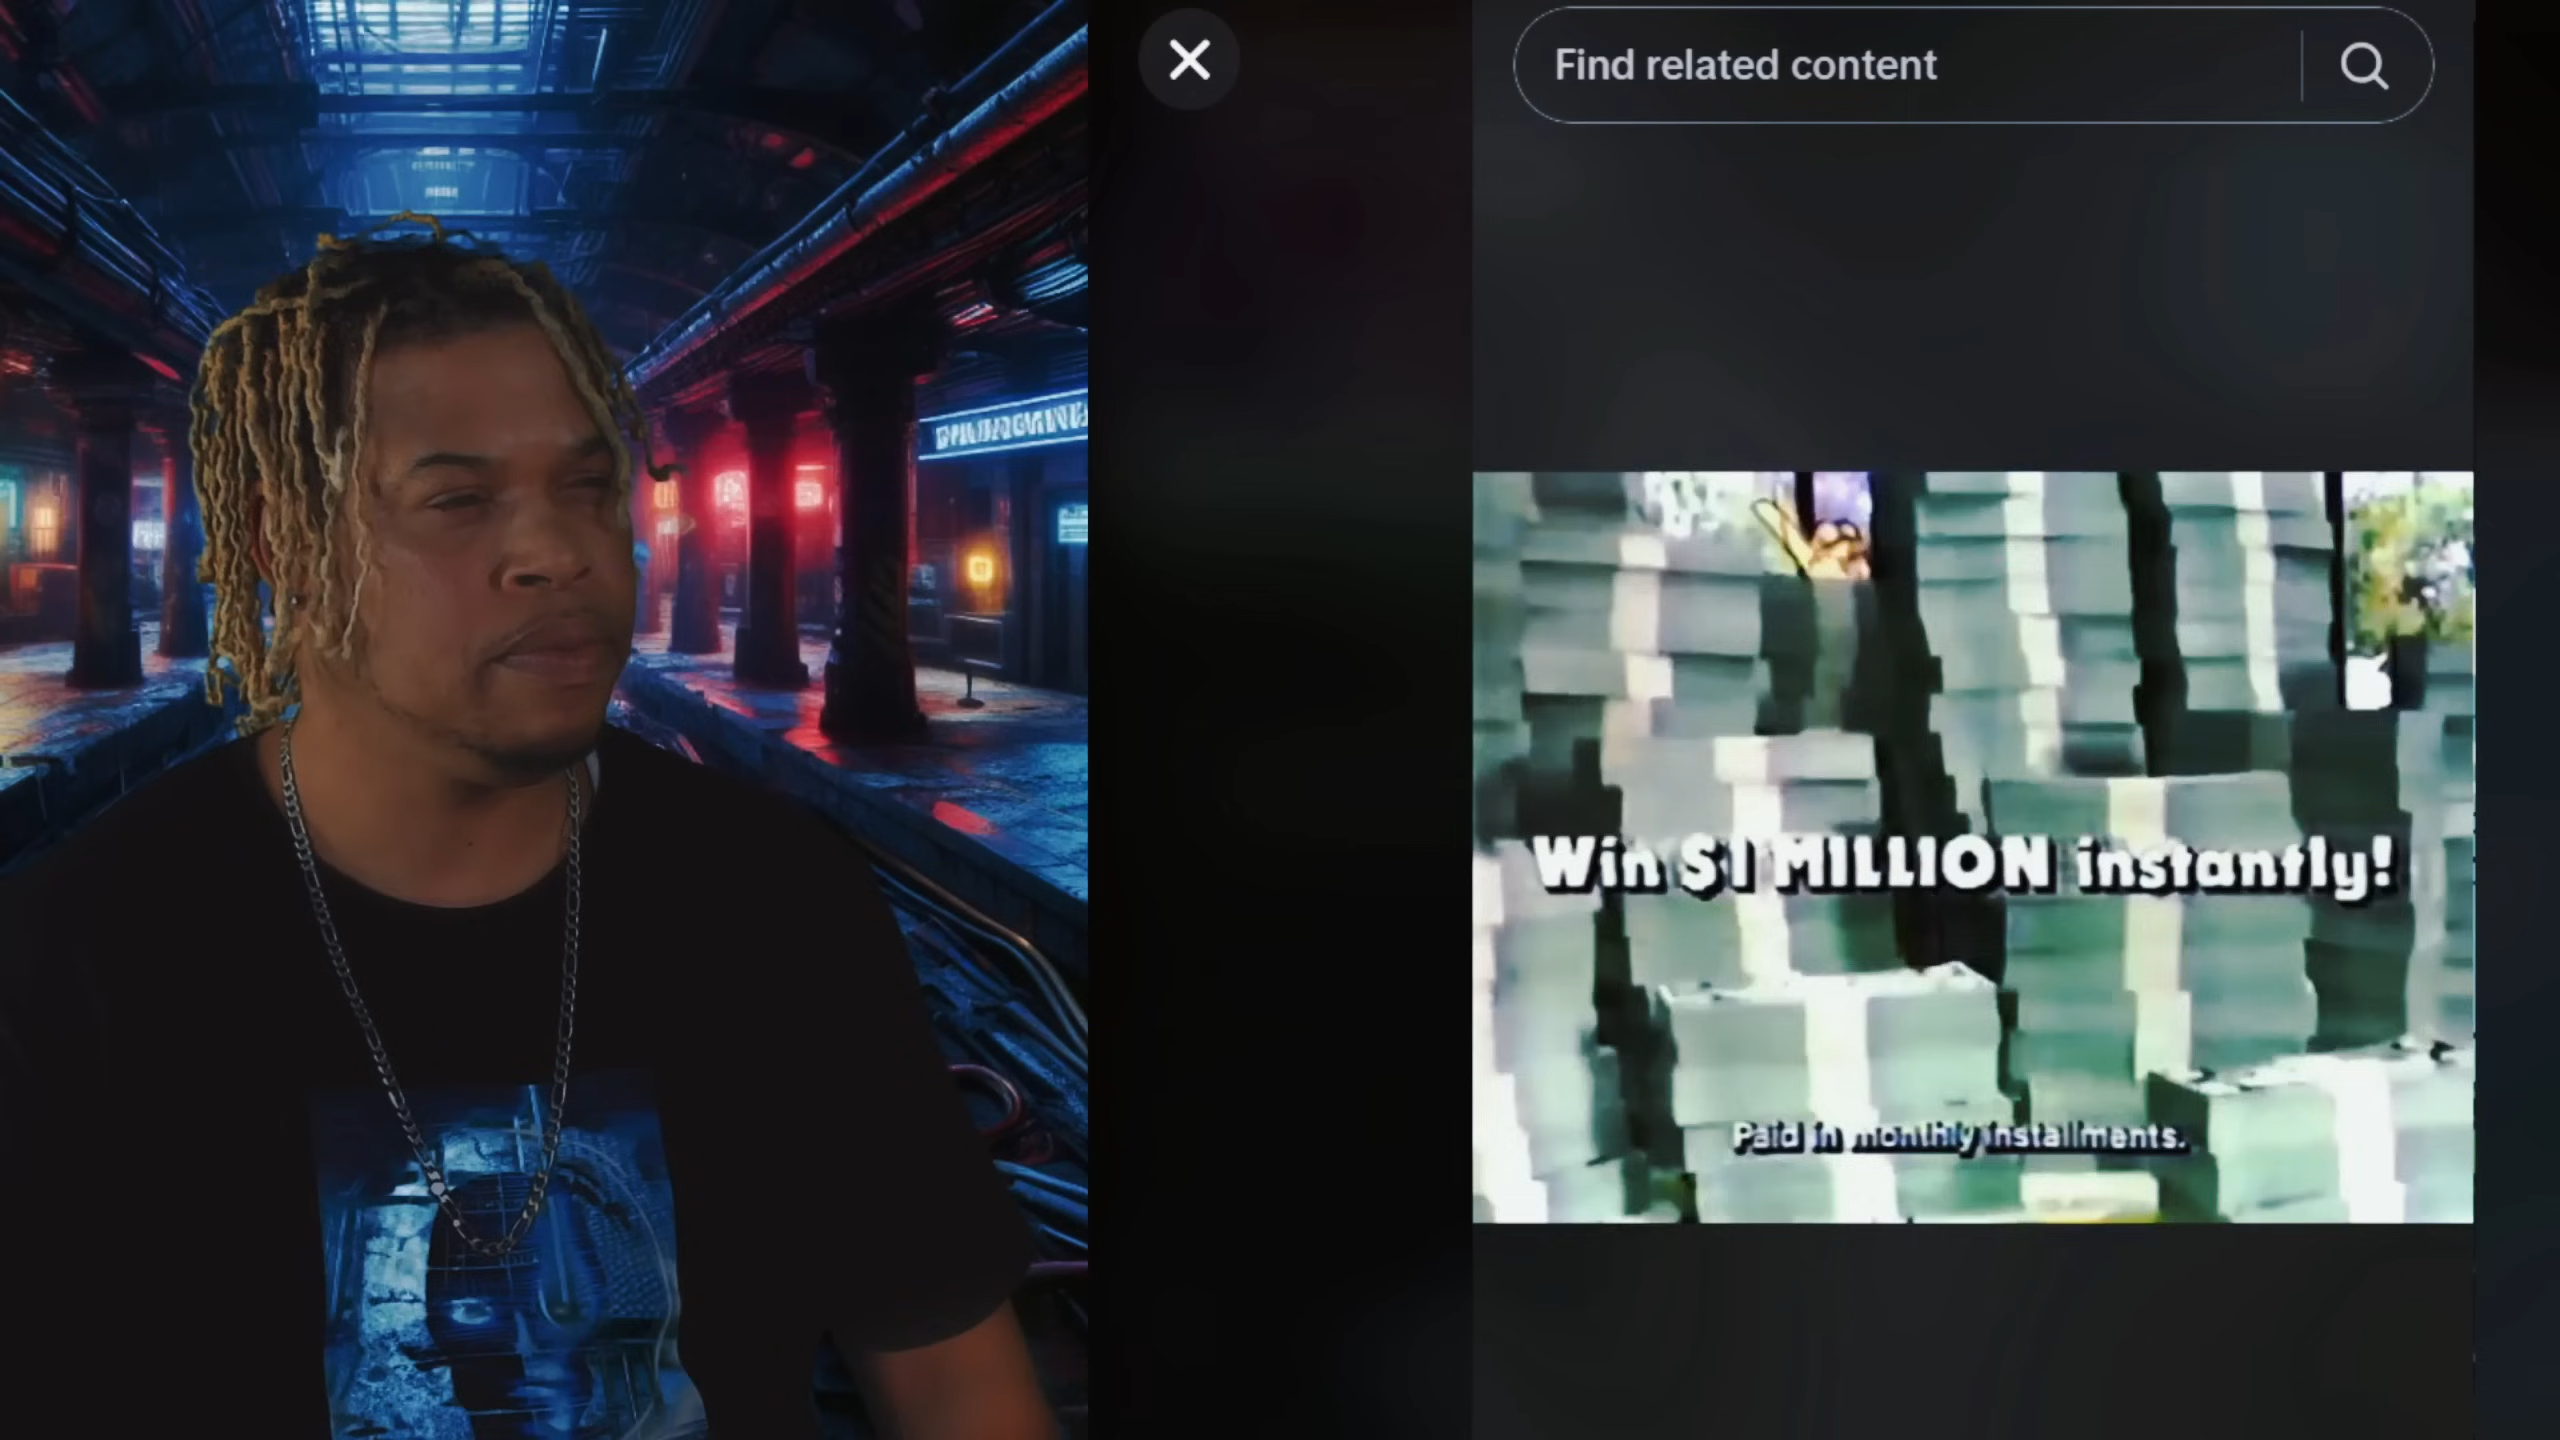 Find related content
Win $1 MILLION instantly!
Paid in monthly installments.